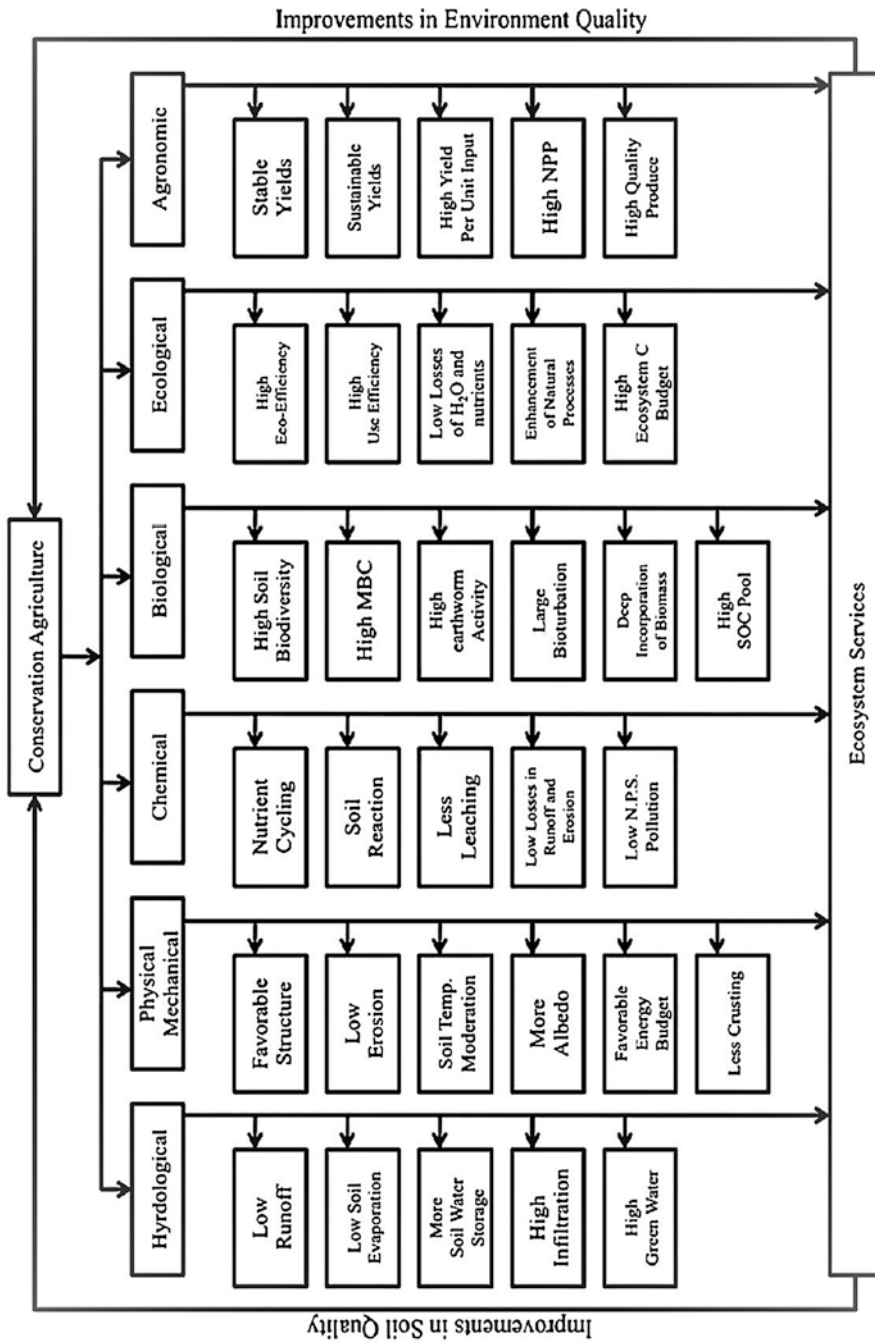 Conservation Agriculture
Improvements in Soil Quality
Improvements in Environment Quality
Hyrdological
Low
Runoff
Low Soil
Evaporation
More
Soil Water
Storage
High
Infiltration
High
Green Water
Physical
Mechanical
Favorable
Structure
Low
Erosion
Soil Temp.
Moderation
More
Albedo
Favorable
Energy
Budget
Less Crusting
Chemical
Nutrient
Cycling
Soil
Reaction
Less
Leaching
Low Losses in
Runoff and
Erosion
Low N.P.S.
Pollution
Biological
High Soil
Biodiversity
High MBC
High
earthworm
Activity
Large
Bioturbation
Deep
Incorporation
of Biomass
High
SOC Pool
Ecological
High
Eco-Efficiency
High
Use Efficiency
Low Losses
of H₂O and
nutrients
Enhancement
of Natural
Processes
High
Ecosystem C
Budget
Agronomic
Stable
Yields
Sustainable
Yields
High Yield
Per Unit Input
High NPP
High Quality
Produce
Ecosystem Services